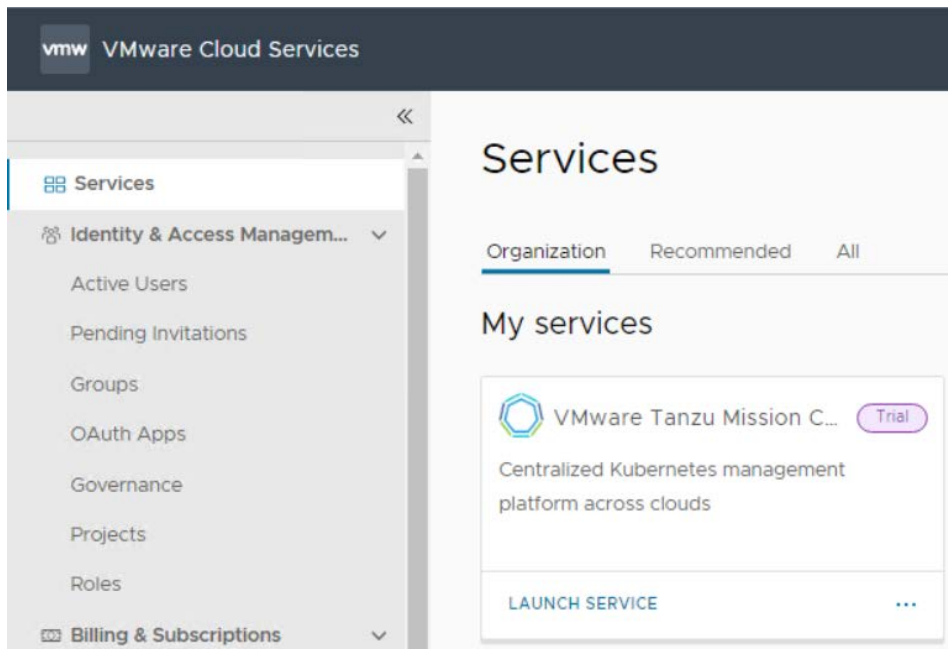 vmw VMware Cloud Services
Services
Identity & Access Managem...
Active Users
Pending Invitations
Groups
OAuth Apps
Governance
Projects
Roles
Billing & Subscriptions
Services
Organization Recommended All
My services
VMware Tanzu Mission C... Trial
Centralized Kubernetes management
platform across clouds
LAUNCH SERVICE ...